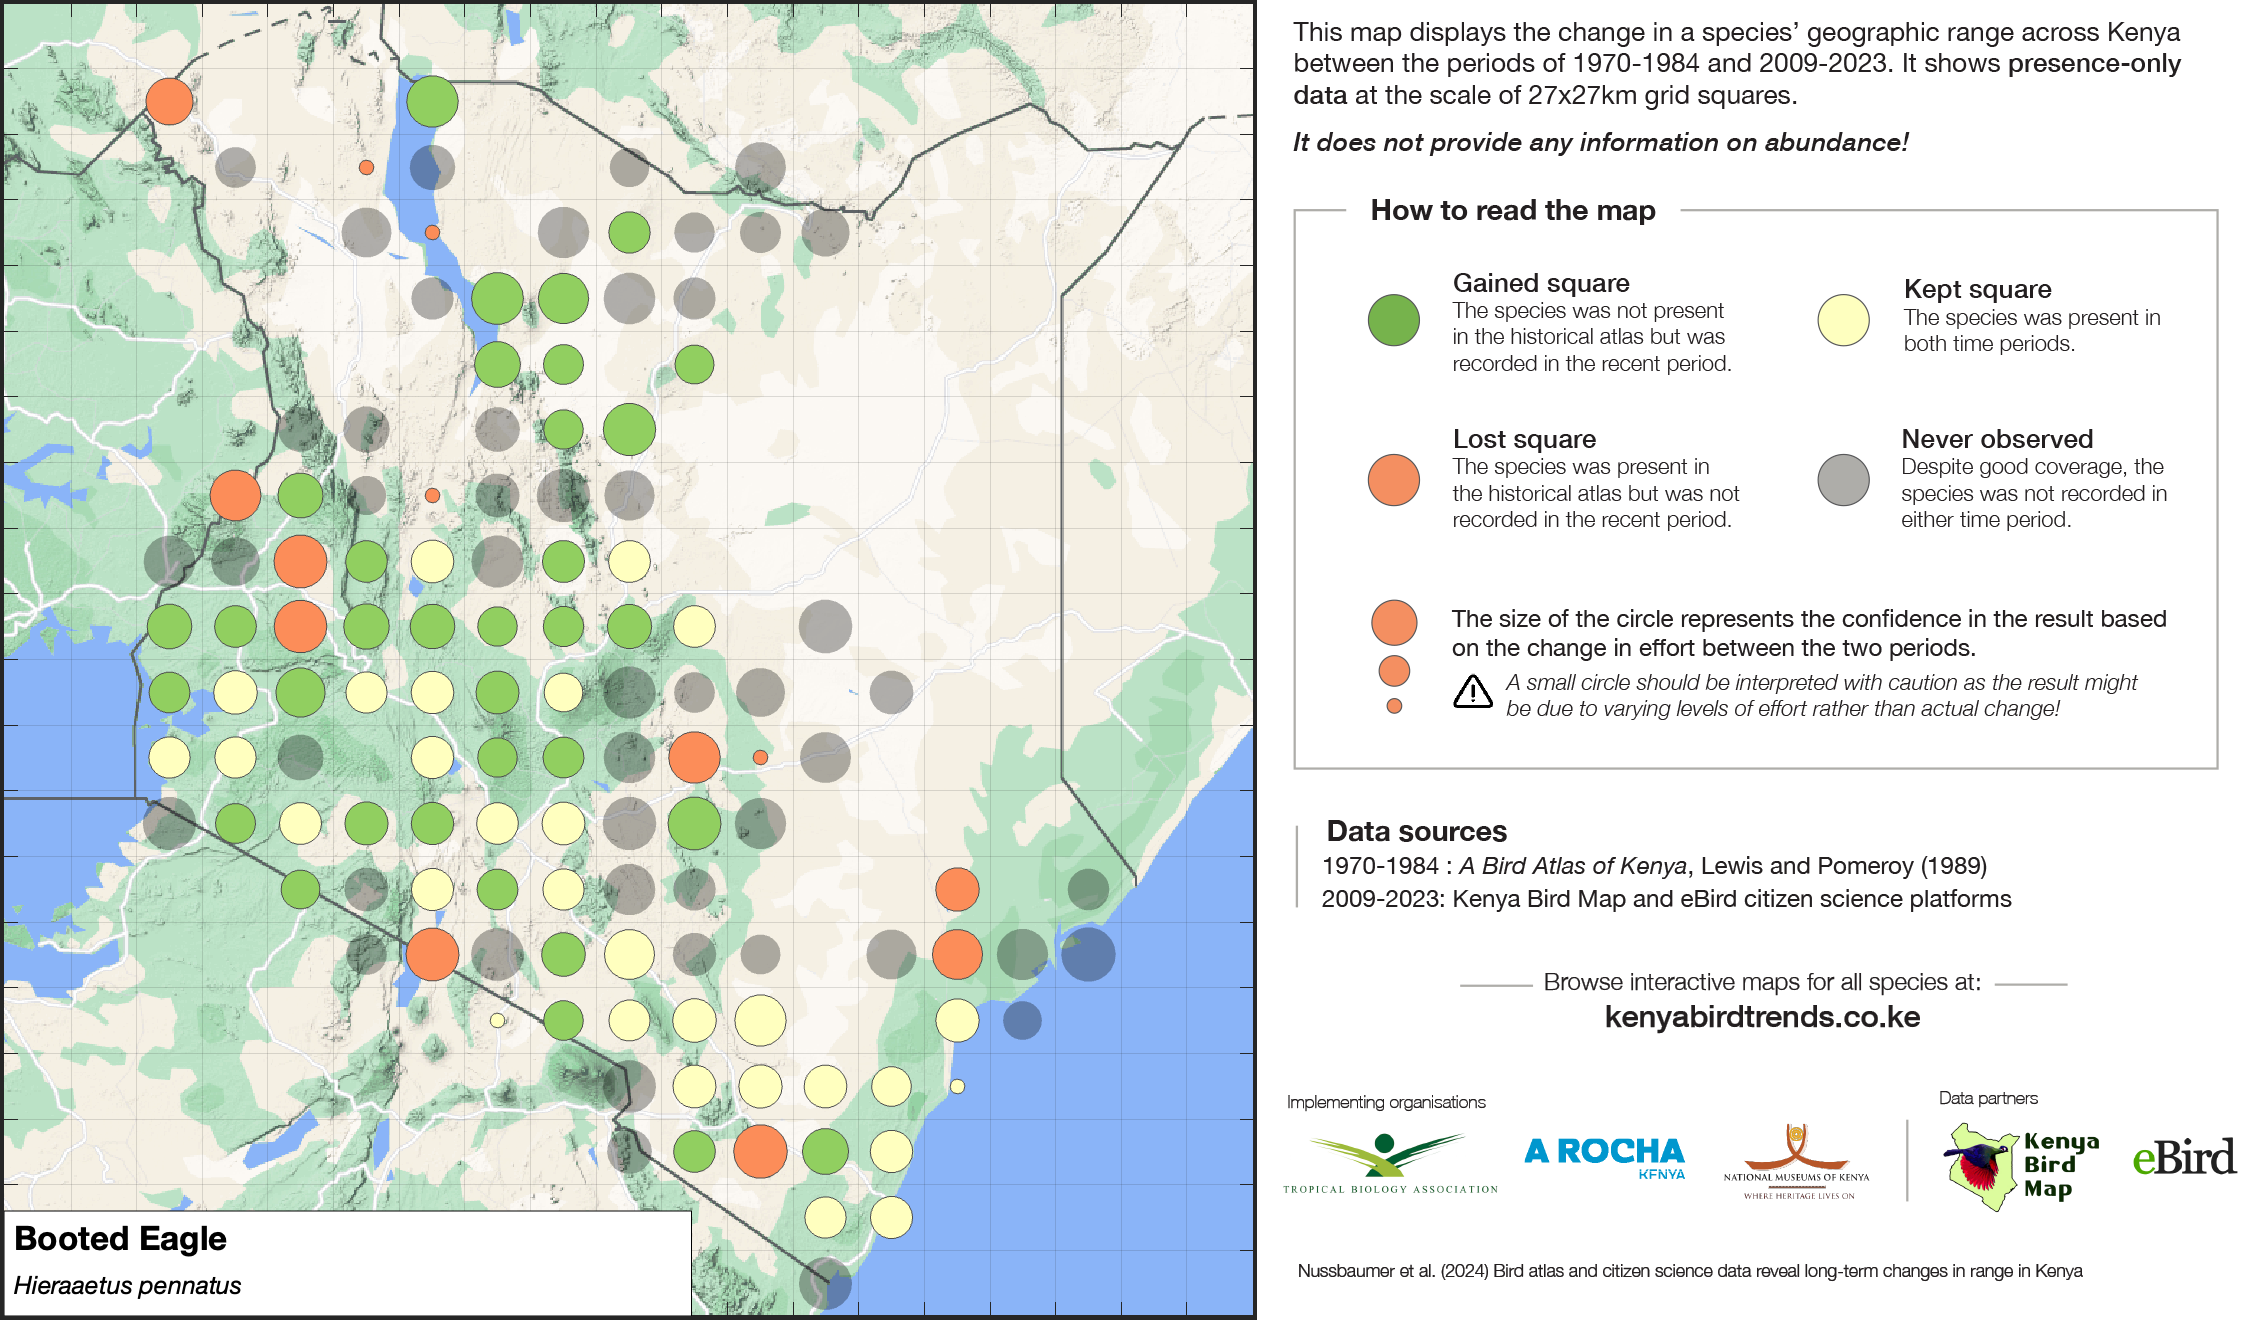 This map displays the change in a species’ geographic range across Kenya
between the periods of 1970-1984 and 2009-2023. It shows presence-only
data at the scale of 27x27km grid squares.
It does not provide any information on abundance!
How to read the map
Gained square
The species was not present
in the historical atlas but was
recorded in the recent period.
Kept square
The species was present in
both time periods.
Lost square
The species was present in
the historical atlas but was not
recorded in the recent period.
Never observed
Despite good coverage, the
species was not recorded in
either time period.
The size of the circle represents the confidence in the result based
on the change in effort between the two periods.
A small circle should be interpreted with caution as the result might
be due to varying levels of effort rather than actual change!
Data sources
1970-1984 : A Bird Atlas of Kenya, Lewis and Pomeroy (1989)
2009-2023: Kenya Bird Map and eBird citizen science platforms
Browse interactive maps for all species at:
kenyabirdtrends.co.ke
Implementing organisations
Data partners
TROPICAL BIOLOGY ASSOCIATION
A ROCHA
KENYA
NATIONAL MUSEUMS OF KENYA
WHERE HERITAGE LIVES ON
Kenya
Bird
Map
eBird
Booted Eagle
Hieraaetus pennatus
Nussbaumer et al. (2024) Bird atlas and citizen science data reveal long-term changes in range in Kenya